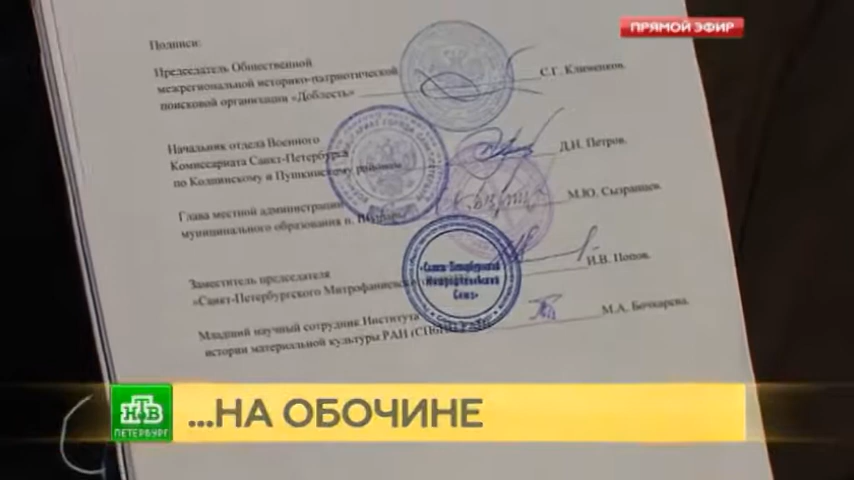 ПРЯМОЙ ЭФИР
Подписи:
Председатель Общественной
межрегиональной историко-патриотической
поисковой организации «Доблесть»
С.Г. Клименков.
Начальник отдела Военного
Комиссариата Санкт-Петербурга
по Колпинскому и Пушкинскому районам
Д.Н. Петров.
Глава местной администрации
муниципального образования п.
М.Ю. Сызранцев.
Заместитель председателя
«Санкт-Петербургского Митрофаниевского
И.В. Попов.
«Санкт-Петербургский
Митрофаниевский
Союз»
Младший научный сотрудник Института
истории материальной культуры РАН
М.А. Бочкарева.
НТВ
ПЕТЕРБУРГ
...НА ОБОЧИНЕ